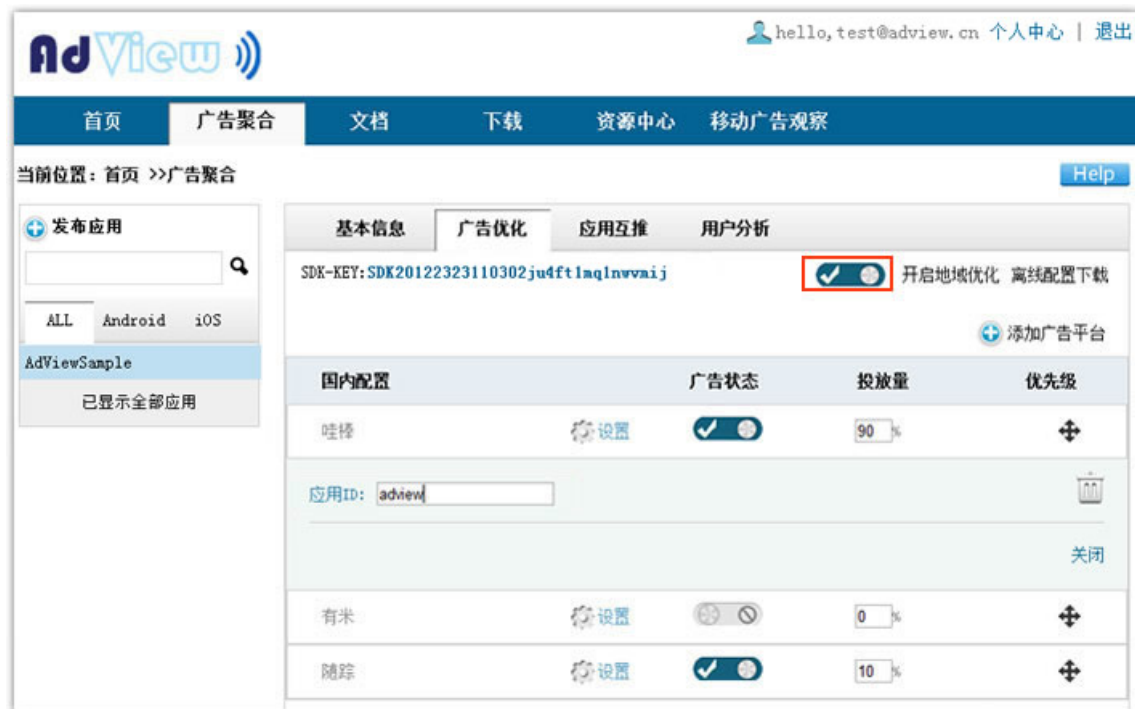 AdView
hello,test@adview.cn 个人中心 | 退出
首页 广告聚合 文档 下载 资源中心 移动广告观察
当前位置：首页 >>广告聚合 Help
发布应用
基本信息 广告优化 应用互推 用户分析
SDK-KEY:SDK20122323110302ju4ft1mq1nwvmij 开启地域优化 离线配置下载
ALL Android iOS
添加广告平台
AdViewSample
已显示全部应用
国内配置 广告状态 投放量 优先级
哇棒 设置 90 %
应用ID: adview
关闭
有米 设置 0 %
随踪 设置 10 %